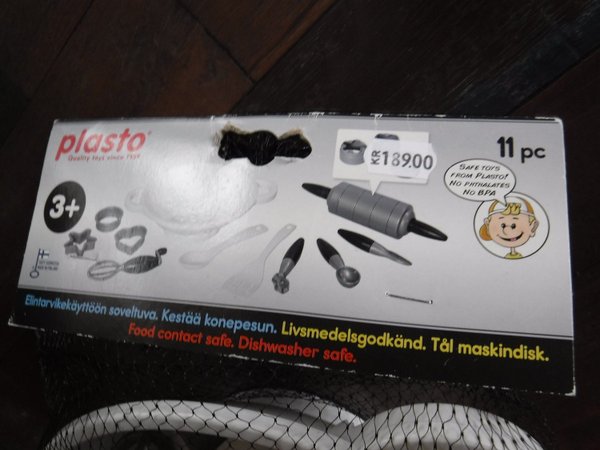 plasto
Quality toys since 1957
KR 189.00
11 pc
3+
SAFE TOYS
FROM PLASTO!
NO PHTHALATES
NO BPA
Elintarvikekäyttöön soveltuva. Kestää konepesun. Livsmedelsgodkänd. Tål maskindisk.
Food contact safe. Dishwasher safe.